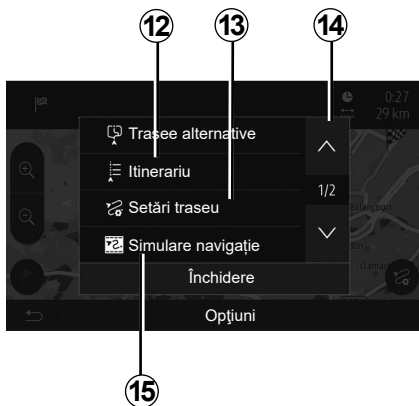 12 13 14
0:27
29 km
Trasee alternative
Itinerariu
1/2
Setări traseu
Billancourt
Simulare navigație
Închidere
Opțiuni
15